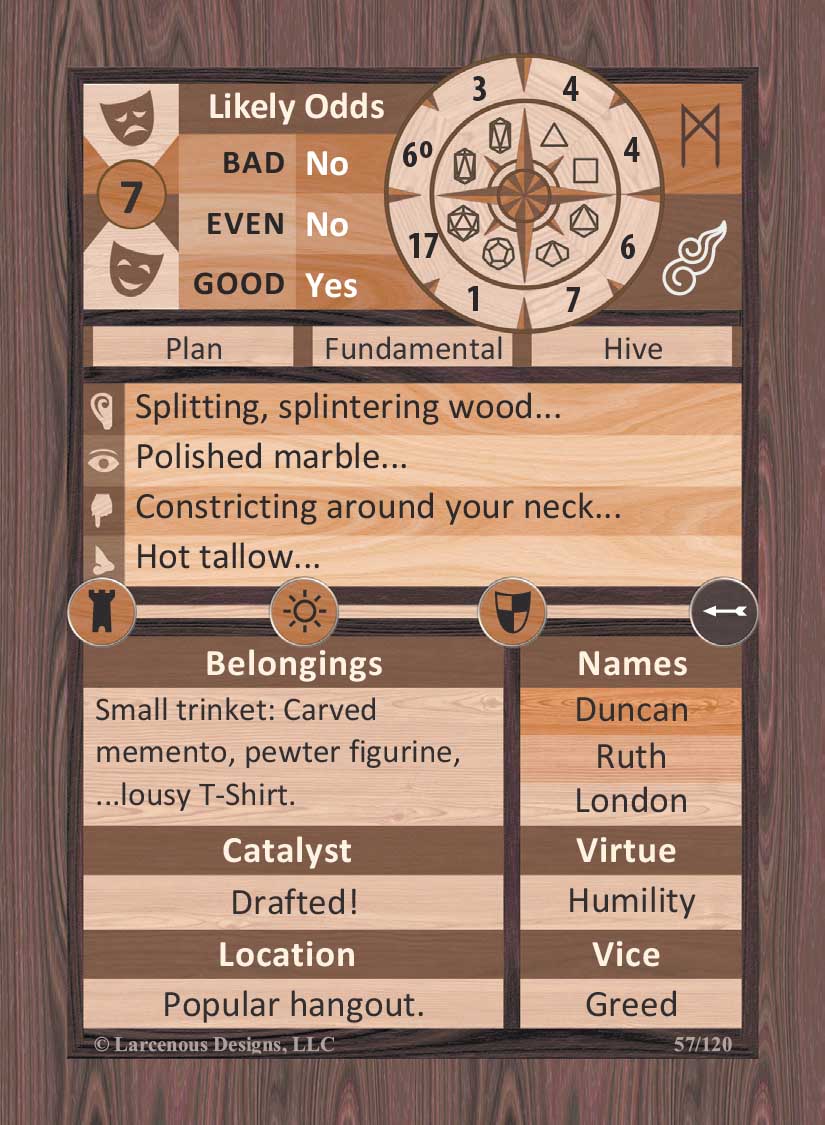 Likely Odds
7
BAD No
EVEN No
GOOD Yes
3
4
4
6
7
1
17
6º
ᛗ
Plan
Fundamental
Hive
Splitting, splintering wood...
Polished marble...
Constricting around your neck...
Hot tallow...
Belongings
Small trinket: Carved
memento, pewter figurine,
...lousy T-Shirt.
Catalyst
Drafted!
Location
Popular hangout.
Names
Duncan
Ruth
London
Virtue
Humility
Vice
Greed
© Larcenous Designs, LLC
57/120